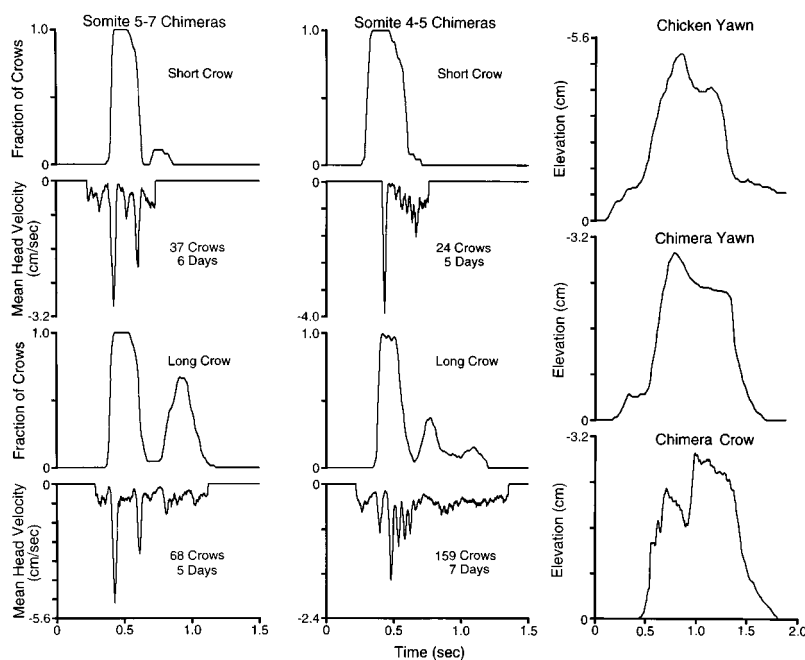 Somite 5-7 Chimeras
1.0
Fraction of Crows
Short Crow
0
0
Mean Head Velocity
(cm/sec)
37 Crows
6 Days
-3.2
1.0
Fraction of Crows
Long Crow
0
0
Mean Head Velocity
(cm/sec)
68 Crows
5 Days
-5.6
0 0.5 1.0 1.5
Somite 4-5 Chimeras
1.0
Short Crow
0
0
24 Crows
5 Days
-4.0
1.0
Long Crow
0
0
159 Crows
7 Days
-2.4
0 0.5 1.0 1.5
Time (sec)
Chicken Yawn
-5.6
Elevation (cm)
0
Chimera Yawn
-3.2
Elevation (cm)
0
Chimera Crow
-3.2
Elevation (cm)
0
0 0.5 1.0 1.5 2.0